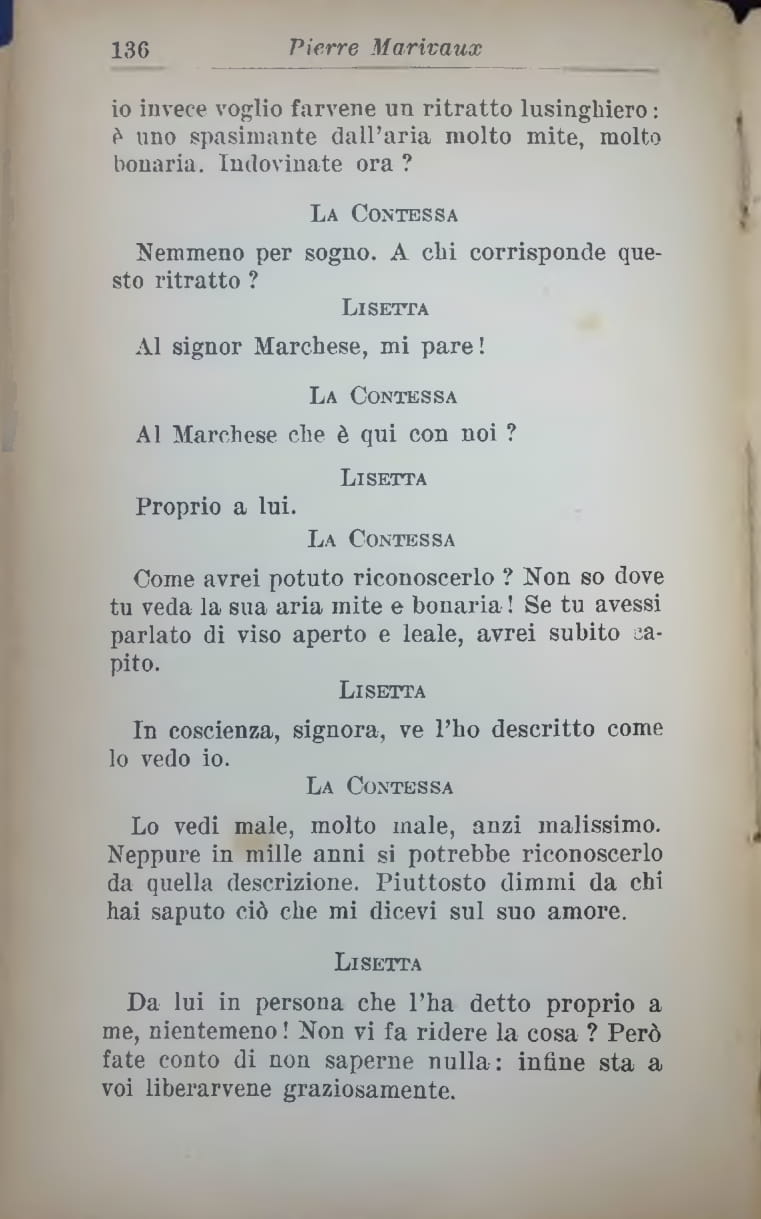 136 Pierre Marivaux
io invece voglio farvene un ritratto lusinghiero:
è uno spasimante dall'aria molto mite, molto
bonaria. Indovinate ora ?
La Contessa
Nemmeno per sogno. A chi corrisponde que-
sto ritratto ?
Lisetta
Al signor Marchese, mi pare!
La Contessa
Al Marchese che è qui con noi ?
Lisetta
Proprio a lui.
La Contessa
Come avrei potuto riconoscerlo ? Non so dove
tu veda la sua aria mite e bonaria! Se tu avessi
parlato di viso aperto e leale, avrei subito ca-
pito.
Lisetta
In coscienza, signora, ve l'ho descritto come
lo vedo io.
La Contessa
Lo vedi male, molto male, anzi malissimo.
Neppure in mille anni si potrebbe riconoscerlo
da quella descrizione. Piuttosto dimmi da chi
hai saputo ciò che mi dicevi sul suo amore.
Lisetta
Da lui in persona che l'ha detto proprio a
me, nientemeno! Non vi fa ridere la cosa ? Però
fate conto di non saperne nulla: infine sta a
voi liberarvene graziosamente.